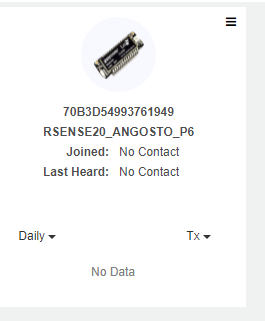 70B3D54993761949
RSENSE20_ANGOSTO_P6
Joined: No Contact
Last Heard: No Contact
Daily Tx
No Data